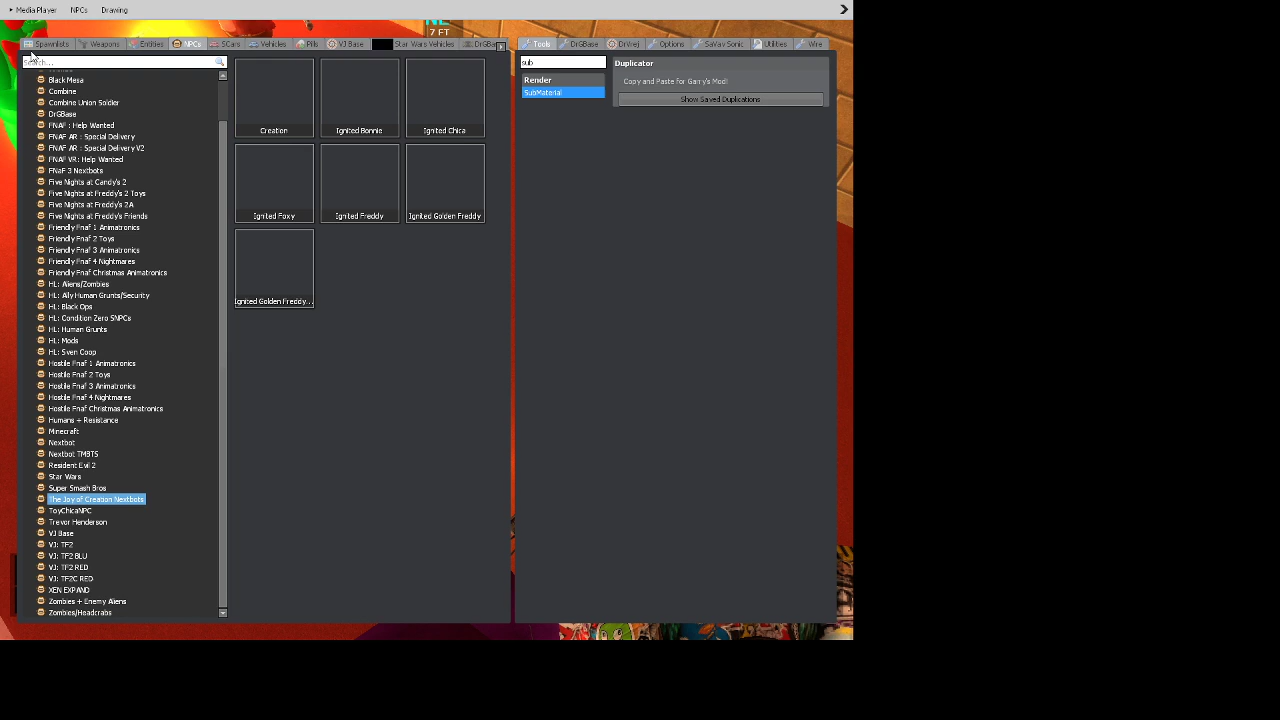 Media Player NPCs Drawing
7 FT
Spawnlists Weapons Entities NPCs SCars Vehicles Pills VJ Base Star Wars Vehicles DrGBas
Tools DrGBase DrVrej Options SaVav Sonic Utilities Wire
Search...
Black Mesa
Combine
Combine Union Soldier
DrGBase
FNAF : Help Wanted
FNAF AR : Special Delivery
FNAF AR : Special Delivery V2
FNAF VR: Help Wanted
FNaF 3 Nextbots
Five Nights at Candy's 2
Five Nights at Freddy's 2 Toys
Five Nights at Freddy's 2A
Five Nights at Freddy's Friends
Friendly Fnaf 1 Animatronics
Friendly Fnaf 2 Toys
Friendly Fnaf 3 Animatronics
Friendly Fnaf 4 Nightmares
Friendly Fnaf Christmas Animatronics
HL: Aliens/Zombies
HL: Ally Human Grunts/Security
HL: Black Ops
HL: Condition Zero SNPCs
HL: Human Grunts
HL: Mods
HL: Sven Coop
Hostile Fnaf 1 Animatronics
Hostile Fnaf 2 Toys
Hostile Fnaf 3 Animatronics
Hostile Fnaf 4 Nightmares
Hostile Fnaf Christmas Animatronics
Humans + Resistance
Minecraft
Nextbot
Nextbot TMBTS
Resident Evil 2
Star Wars
Super Smash Bros
The Joy of Creation Nextbots
ToyChicaNPC
Trevor Henderson
VJ Base
VJ: TF2
VJ: TF2 BLU
VJ: TF2 RED
VJ: TF2C RED
XEN EXPAND
Zombies + Enemy Aliens
Zombies/Headcrabs
Creation Ignited Bonnie Ignited Chica
Ignited Foxy Ignited Freddy Ignited Golden Freddy
Ignited Golden Freddy...
sub
Render
SubMaterial
Duplicator
Copy and Paste for Garry's Mod!
Show Saved Duplications